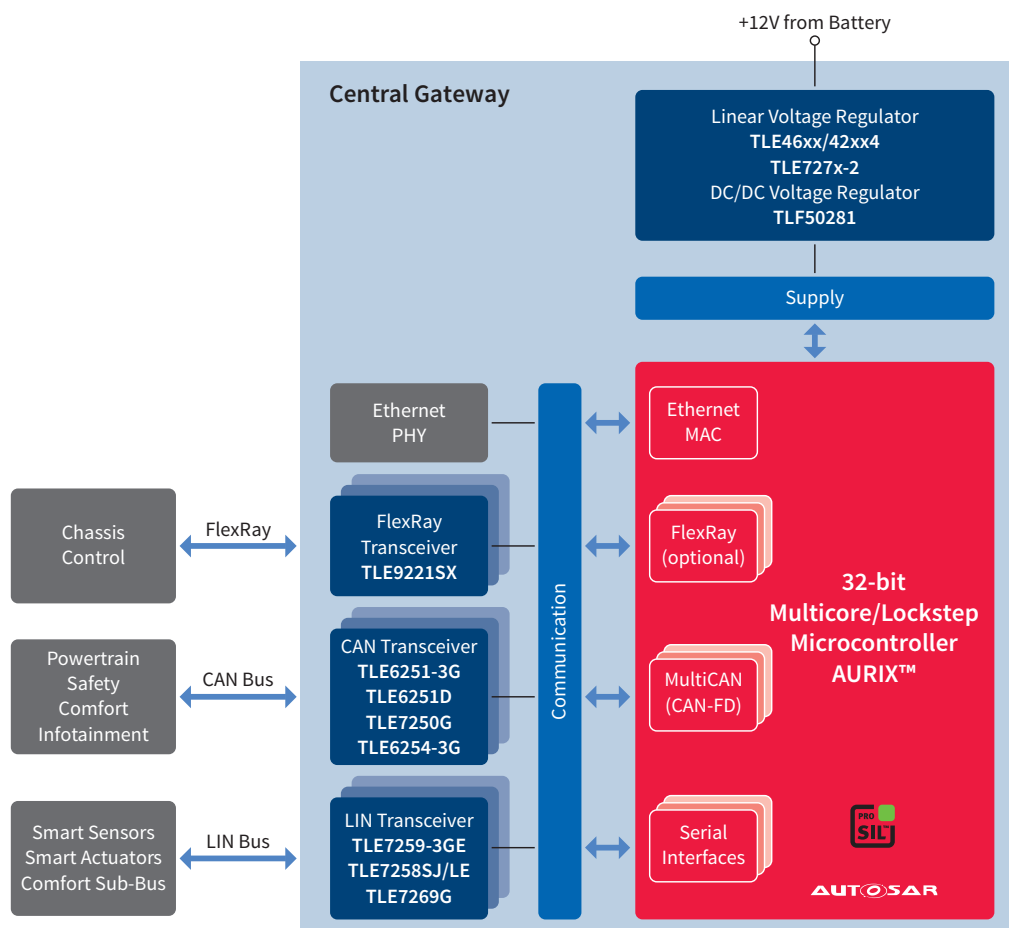 +12V from Battery
Central Gateway
Linear Voltage Regulator
TLE46xx/42xx4
TLE727x-2
DC/DC Voltage Regulator
TLF50281
Supply
Ethernet
PHY
Ethernet
MAC
Chassis
Control
FlexRay
FlexRay
Transceiver
TLE9221SX
FlexRay
(optional)
Communication
32-bit
Multicore/Lockstep
Microcontroller
AURIX™
Powertrain
Safety
Comfort
Infotainment
CAN Bus
CAN Transceiver
TLE6251-3G
TLE6251D
TLE7250G
TLE6254-3G
MultiCAN
(CAN-FD)
Smart Sensors
Smart Actuators
Comfort Sub-Bus
LIN Bus
LIN Transceiver
TLE7259-3GE
TLE7258SJ/LE
TLE7269G
Serial
Interfaces
PRO
SIL
AUTOSAR